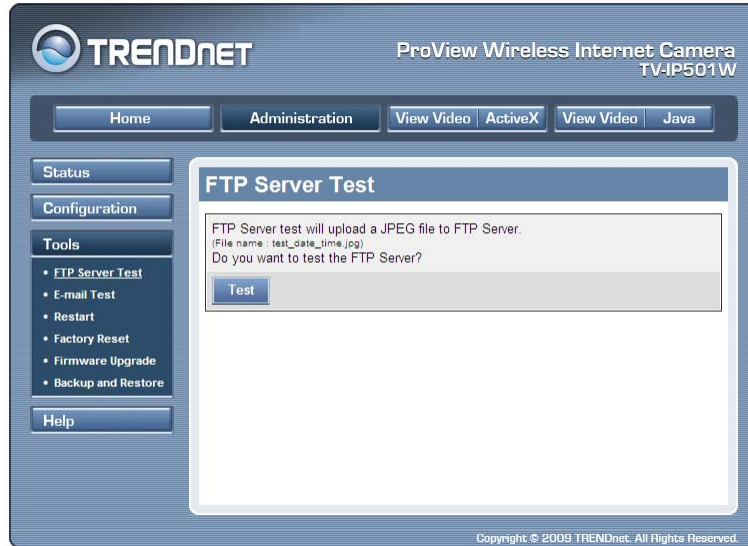 TRENDNET
ProView Wireless Internet Camera
TV-IP501W
Home
Administration
View Video
ActiveX
View Video
Java
Status
Configuration
Tools
• FTP Server Test
• E-mail Test
• Restart
• Factory Reset
• Firmware Upgrade
• Backup and Restore
Help
FTP Server Test
FTP Server test will upload a JPEG file to FTP Server.
(File name : test_date_time.jpg)
Do you want to test the FTP Server?
Test
Copyright © 2009 TRENDnet. All Rights Reserved.